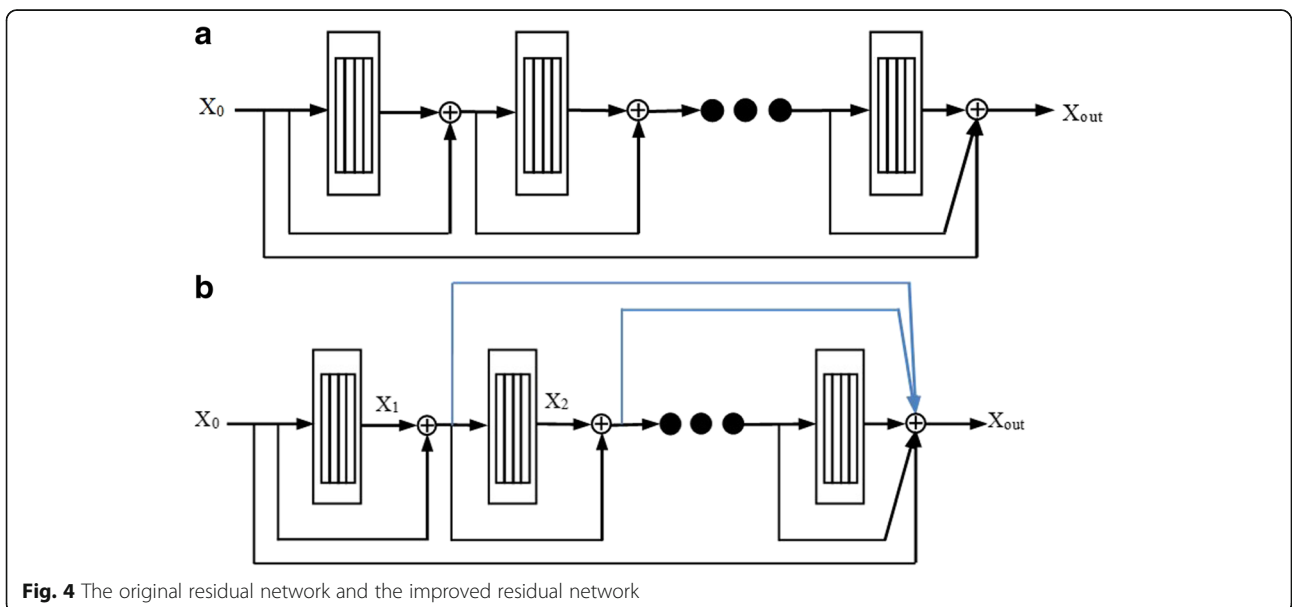 a
X₀
Xout
b
X₀
X₁
X₂
Xout
Fig. 4 The original residual network and the improved residual network